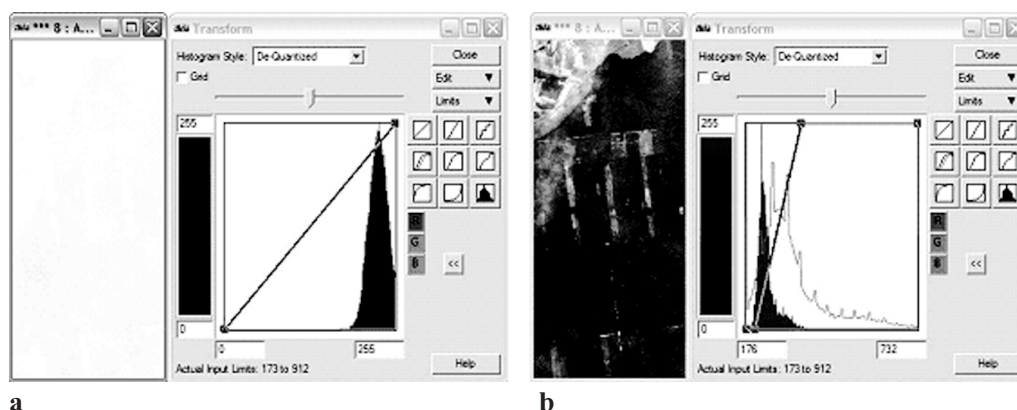 *** 8 : A...
Transform
Histogram Style: De-Quantized
Close
Grid
Edit
Limits
255
R
G
B
<<
0
0
255
Actual Input Limits: 173 to 912
Help
a
*** 8 : A...
Transform
Histogram Style: De-Quantized
Close
Grid
Edit
Limits
255
R
G
B
<<
0
176
732
Actual Input Limits: 173 to 912
Help
b